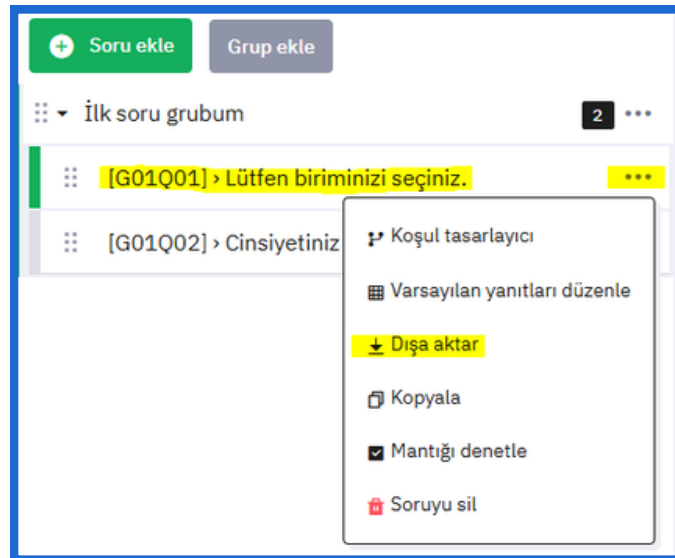 Soru ekle
Grup ekle
İlk soru grubum
2
[G01Q01] › Lütfen biriminizi seçiniz.
[G01Q02] › Cinsiyetiniz
Koşul tasarlayıcı
Varsayılan yanıtları düzenle
Dışa aktar
Kopyala
Mantığı denetle
Soruyu sil